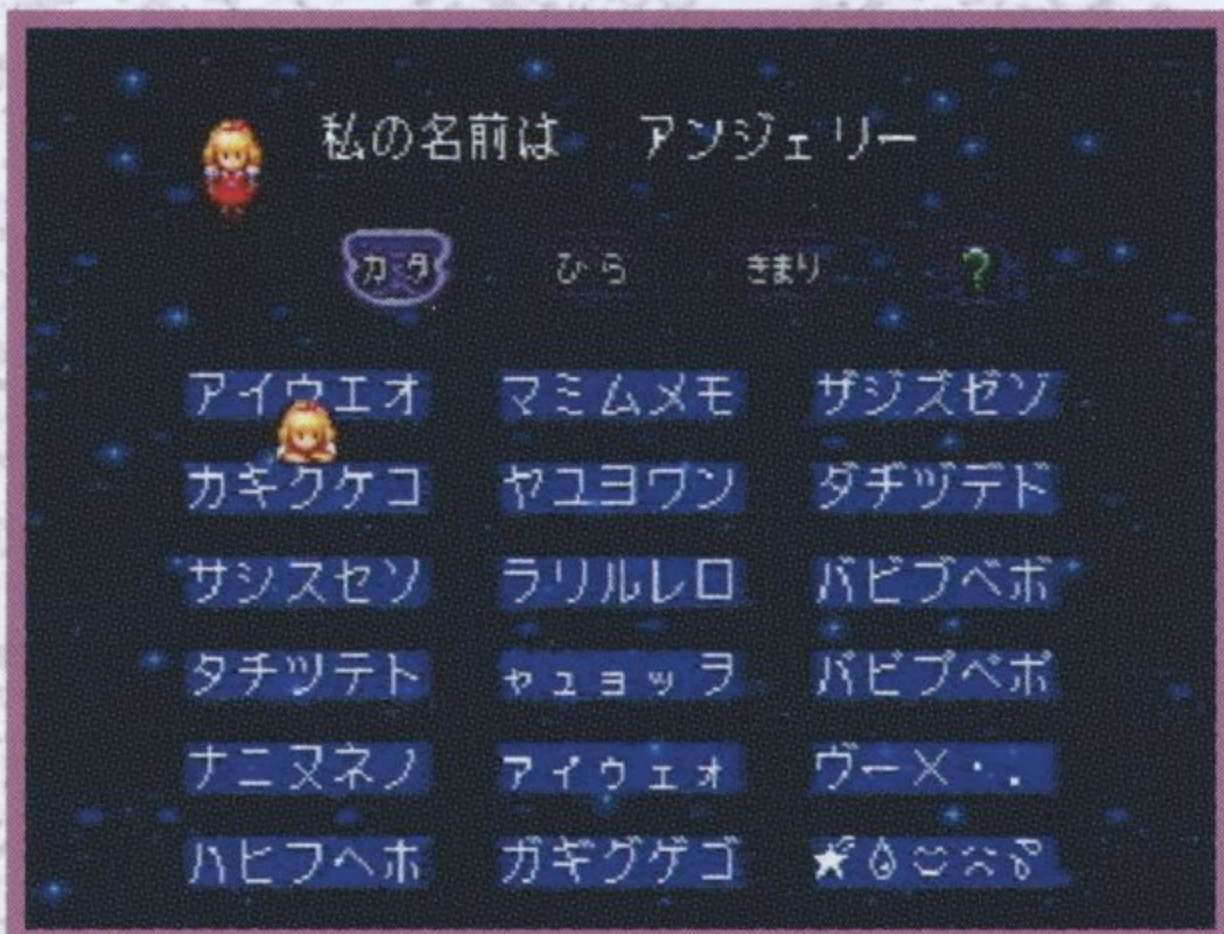 私の名前は アンジェリー
カタ ひら きまり ?
アイウエオ マミムメモ ザジズゼゾ
カキクケコ ヤユヨワン ダヂヅデド
サシスセソ ラリルレロ バビブベボ
タチツテト ャュョッヲ パピプペポ
ナニヌネノ ァィゥェォ ヴー×・.
ハヒフヘホ ガギグゲゴ ★